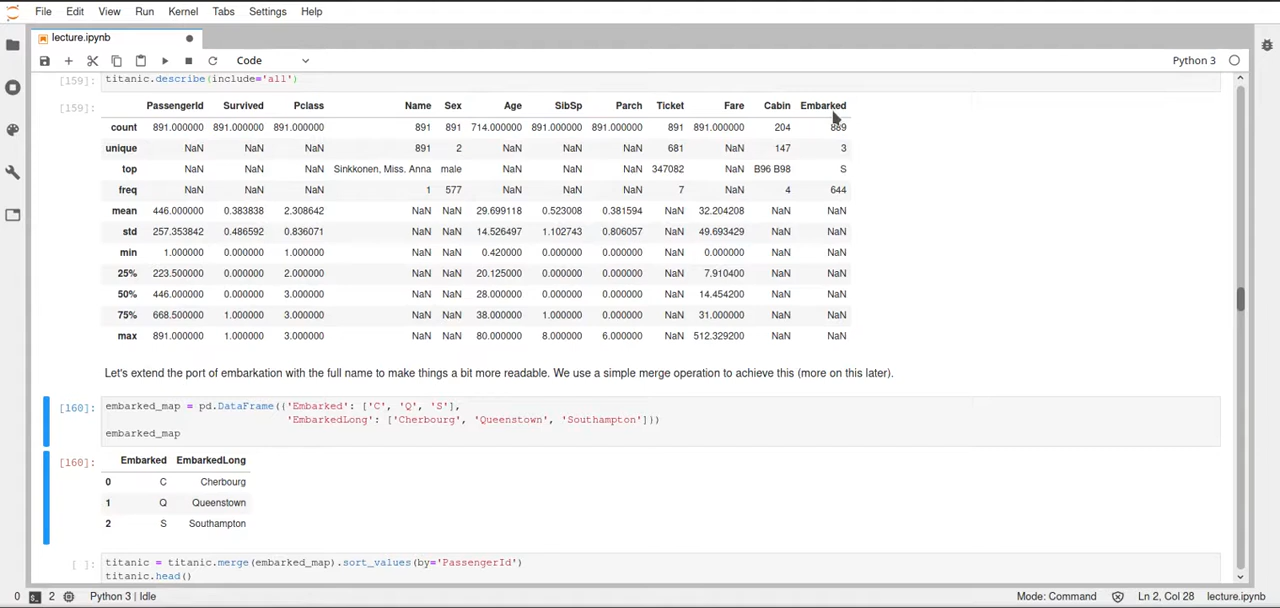 File Edit View Run Kernel Tabs Settings Help
lecture.ipynb
Code Python 3
[159]: titanic.describe(include='all')
[159]: PassengerId Survived Pclass Name Sex Age SibSp Parch Ticket Fare Cabin Embarked
count 891.000000 891.000000 891.000000 891 891 714.000000 891.000000 891.000000 891 891.000000 204 889
unique NaN NaN NaN 891 2 NaN NaN NaN 681 NaN 147 3
top NaN NaN NaN Sinkkonen, Miss. Anna male NaN NaN NaN 347082 NaN B96 B98 S
freq NaN NaN NaN 1 577 NaN NaN NaN 7 NaN 4 644
mean 446.000000 0.383838 2.308642 NaN NaN 29.699118 0.523008 0.381594 NaN 32.204208 NaN NaN
std 257.353842 0.486592 0.836071 NaN NaN 14.526497 1.102743 0.806057 NaN 49.693429 NaN NaN
min 1.000000 0.000000 1.000000 NaN NaN 0.420000 0.000000 0.000000 NaN 0.000000 NaN NaN
25% 223.500000 0.000000 2.000000 NaN NaN 20.125000 0.000000 0.000000 NaN 7.910400 NaN NaN
50% 446.000000 0.000000 3.000000 NaN NaN 28.000000 0.000000 0.000000 NaN 14.454200 NaN NaN
75% 668.500000 1.000000 3.000000 NaN NaN 38.000000 1.000000 0.000000 NaN 31.000000 NaN NaN
max 891.000000 1.000000 3.000000 NaN NaN 80.000000 8.000000 6.000000 NaN 512.329200 NaN NaN
Let's extend the port of embarkation with the full name to make things a bit more readable. We use a simple merge operation to achieve this (more on this later).
[160]: embarked_map = pd.DataFrame({'Embarked': ['C', 'Q', 'S'],
'EmbarkedLong': ['Cherbourg', 'Queenstown', 'Southampton']})
embarked_map
[160]: Embarked EmbarkedLong
0 C Cherbourg
1 Q Queenstown
2 S Southampton
[ ]: titanic = titanic.merge(embarked_map).sort_values(by='PassengerId')
titanic.head()
0 2 Python 3 | Idle Mode: Command Ln 2, Col 28 lecture.ipynb